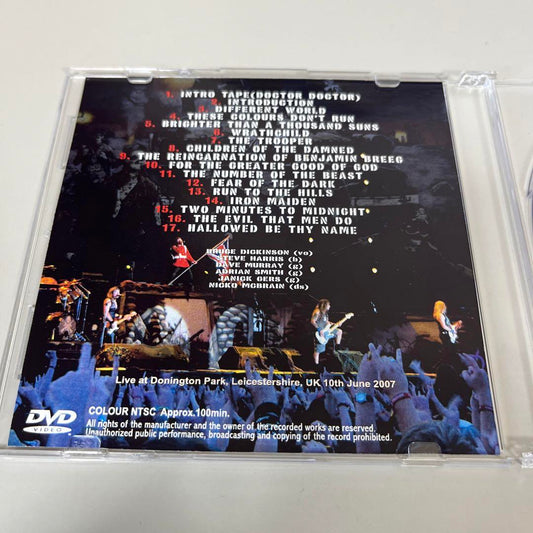 1. INTRO TAPE(DOCTOR DOCTOR)
2. INTRODUCTION
3. DIFFERENT WORLD
4. THESE COLOURS DON'T RUN
5. BRIGHTER THAN A THOUSAND SUNS
6. WRATHCHILD
7. THE TROOPER
8. CHILDREN OF THE DAMNED
9. THE REINCARNATION OF BENJAMIN BREEG
10. FOR THE GREATER GOOD OF GOD
11. THE NUMBER OF THE BEAST
12. FEAR OF THE DARK
13. RUN TO THE HILLS
14. IRON MAIDEN
15. TWO MINUTES TO MIDNIGHT
16. THE EVIL THAT MEN DO
17. HALLOWED BE THY NAME
BRUCE DICKINSON (vo)
STEVE HARRIS (b)
DAVE MURRAY (g)
ADRIAN SMITH (g)
JANICK GERS (g)
NICKO MCBRAIN (ds)
Live at Donington Park, Leicestershire, UK 10th June 2007
DVD
VIDEO
COLOUR NTSC Approx.100min.
All rights of the manufacturer and the owner of the recorded works are reserved.
Unauthorized public performance, broadcasting and copying of the record prohibited.